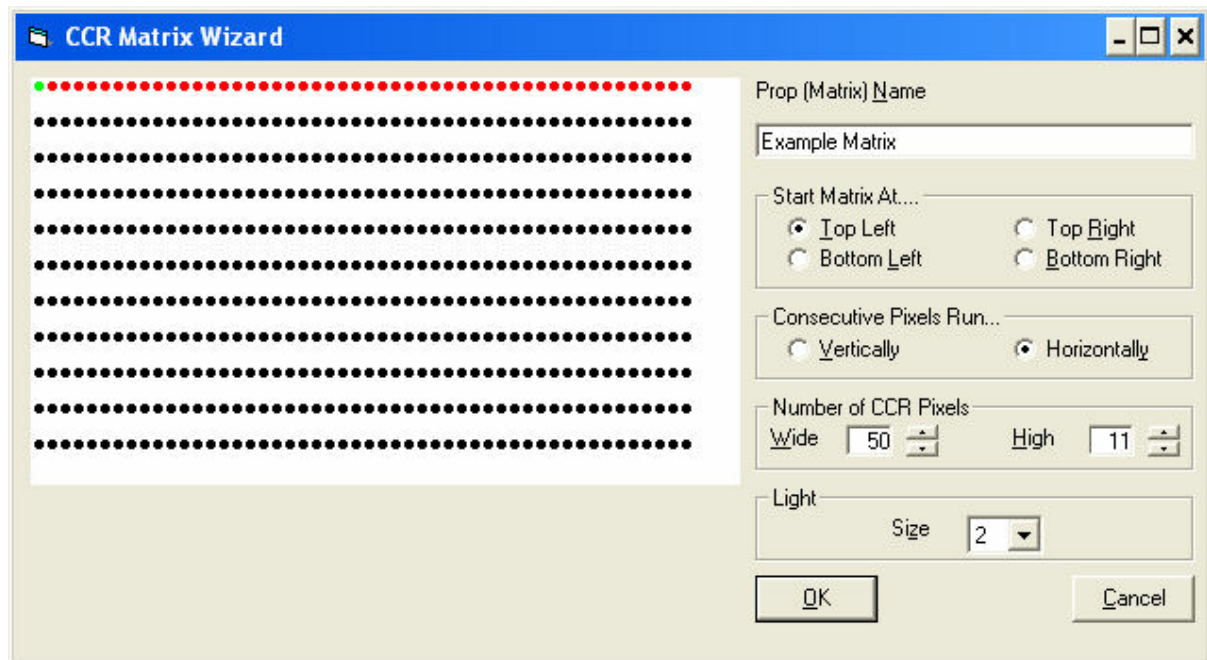 CCR Matrix Wizard
Prop (Matrix) Name
Example Matrix
Start Matrix At....
Top Left Top Right
Bottom Left Bottom Right
Consecutive Pixels Run...
Vertically Horizontally
Number of CCR Pixels
Wide 50 High 11
Light
Size 2
OK Cancel